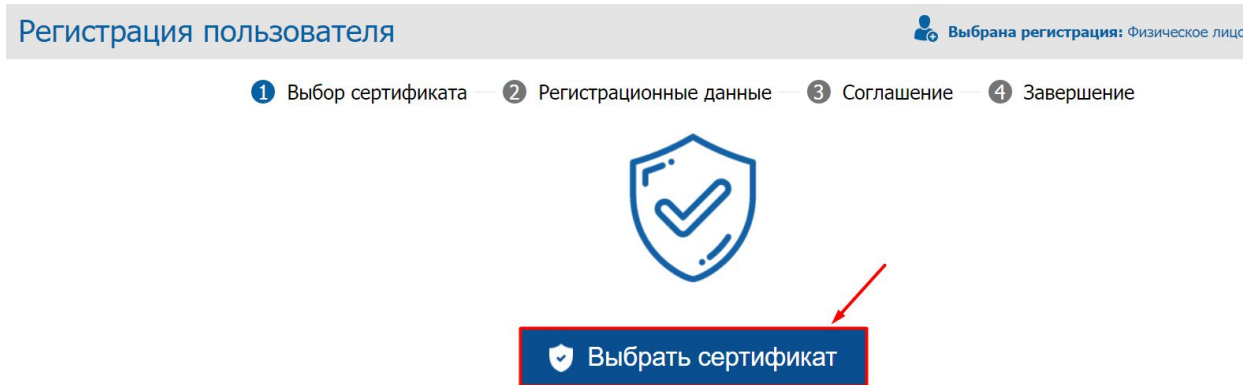 Регистрация пользователя
Выбрана регистрация: Физическое лицо
1 Выбор сертификата 2 Регистрационные данные 3 Соглашение 4 Завершение
Выбрать сертификат